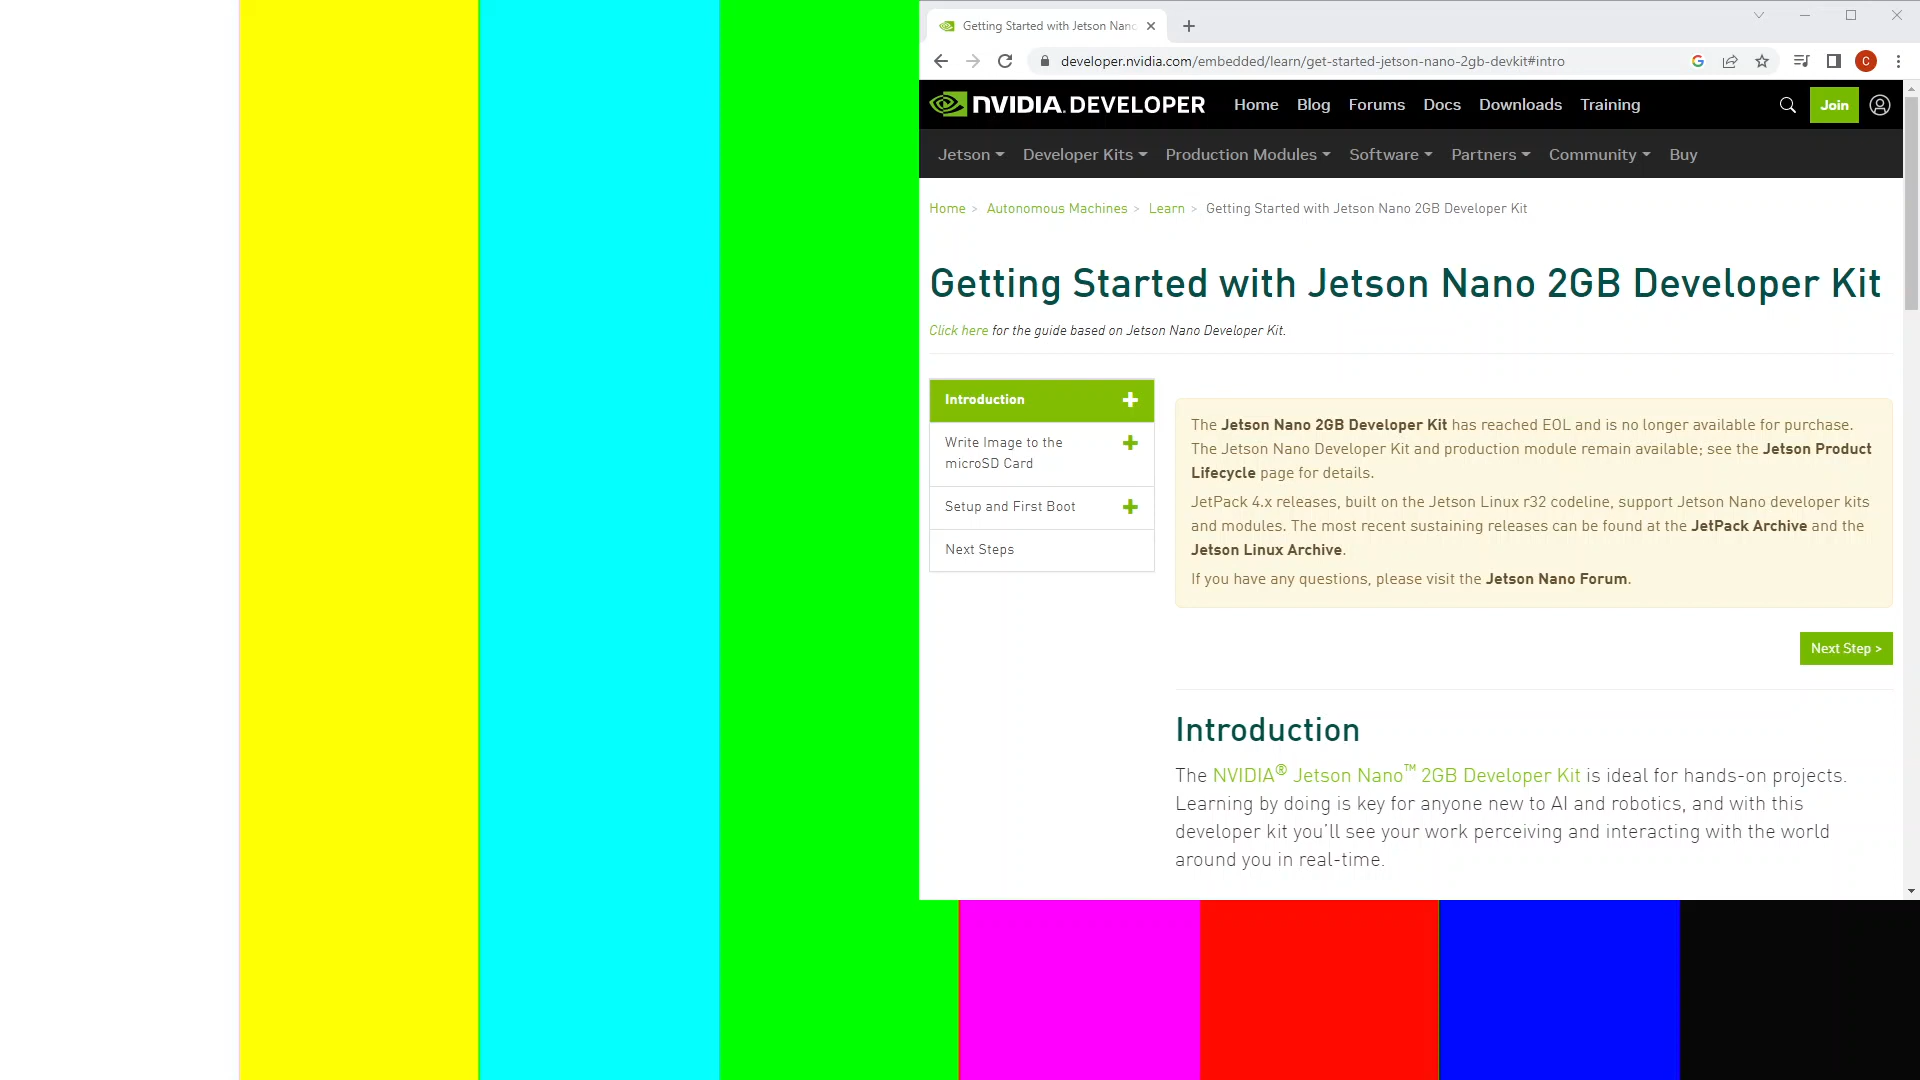 Getting Started with Jetson Nano
developer.nvidia.com/embedded/learn/get-started-jetson-nano-2gb-devkit#intro
C
NVIDIA. DEVELOPER Home Blog Forums Docs Downloads Training Join
Jetson Developer Kits Production Modules Software Partners Community Buy
Home > Autonomous Machines > Learn > Getting Started with Jetson Nano 2GB Developer Kit
Getting Started with Jetson Nano 2GB Developer Kit
Click here for the guide based on Jetson Nano Developer Kit.
Introduction
Write Image to the
microSD Card
Setup and First Boot
Next Steps
The Jetson Nano 2GB Developer Kit has reached EOL and is no longer available for purchase.
The Jetson Nano Developer Kit and production module remain available; see the Jetson Product
Lifecycle page for details.
JetPack 4.x releases, built on the Jetson Linux r32 codeline, support Jetson Nano developer kits
and modules. The most recent sustaining releases can be found at the JetPack Archive and the
Jetson Linux Archive.
If you have any questions, please visit the Jetson Nano Forum.
Next Step >
Introduction
The NVIDIA® Jetson Nano™ 2GB Developer Kit is ideal for hands-on projects.
Learning by doing is key for anyone new to AI and robotics, and with this
developer kit you’ll see your work perceiving and interacting with the world
around you in real-time.